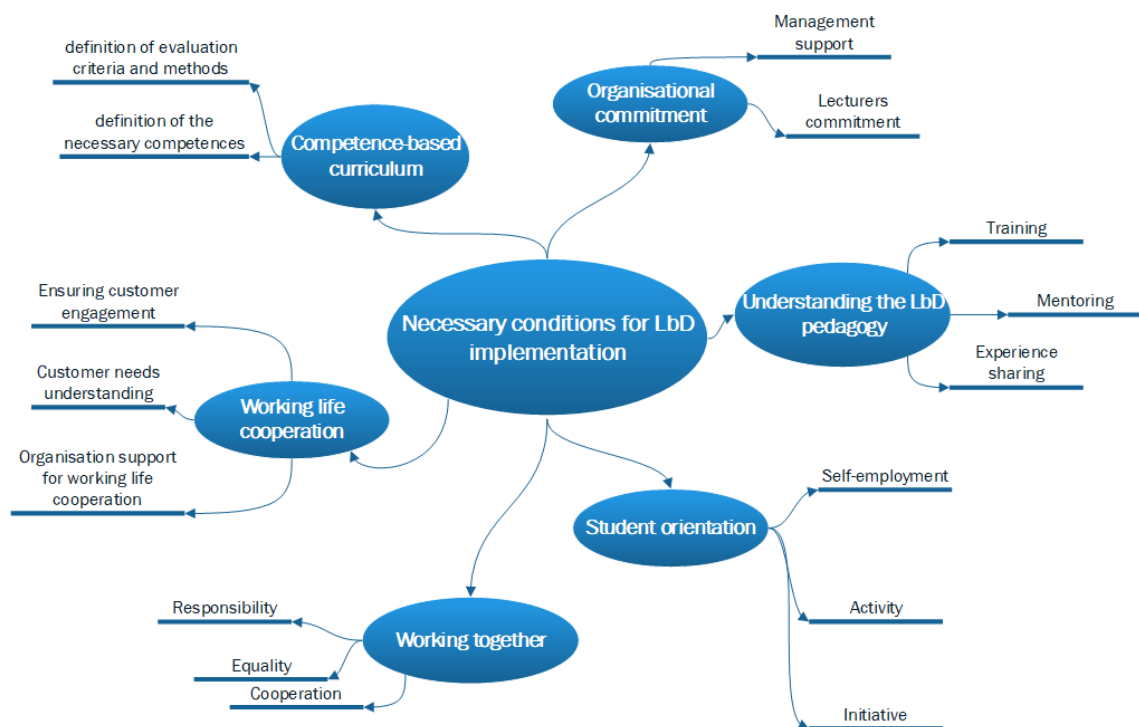 definition of evaluation
criteria and methods
definition of the
necessary competences
Competence-based
curriculum
Management
support
Organisational
commitment
Lecturers
commitment
Necessary conditions for LbD
implementation
Training
Understanding the LbD
pedagogy
Mentoring
Experience
sharing
Ensuring customer
engagement
Customer needs
understanding
Working life
cooperation
Organisation support
for working life
cooperation
Self-employment
Student orientation
Activity
Initiative
Responsibility
Working together
Equality
Cooperation